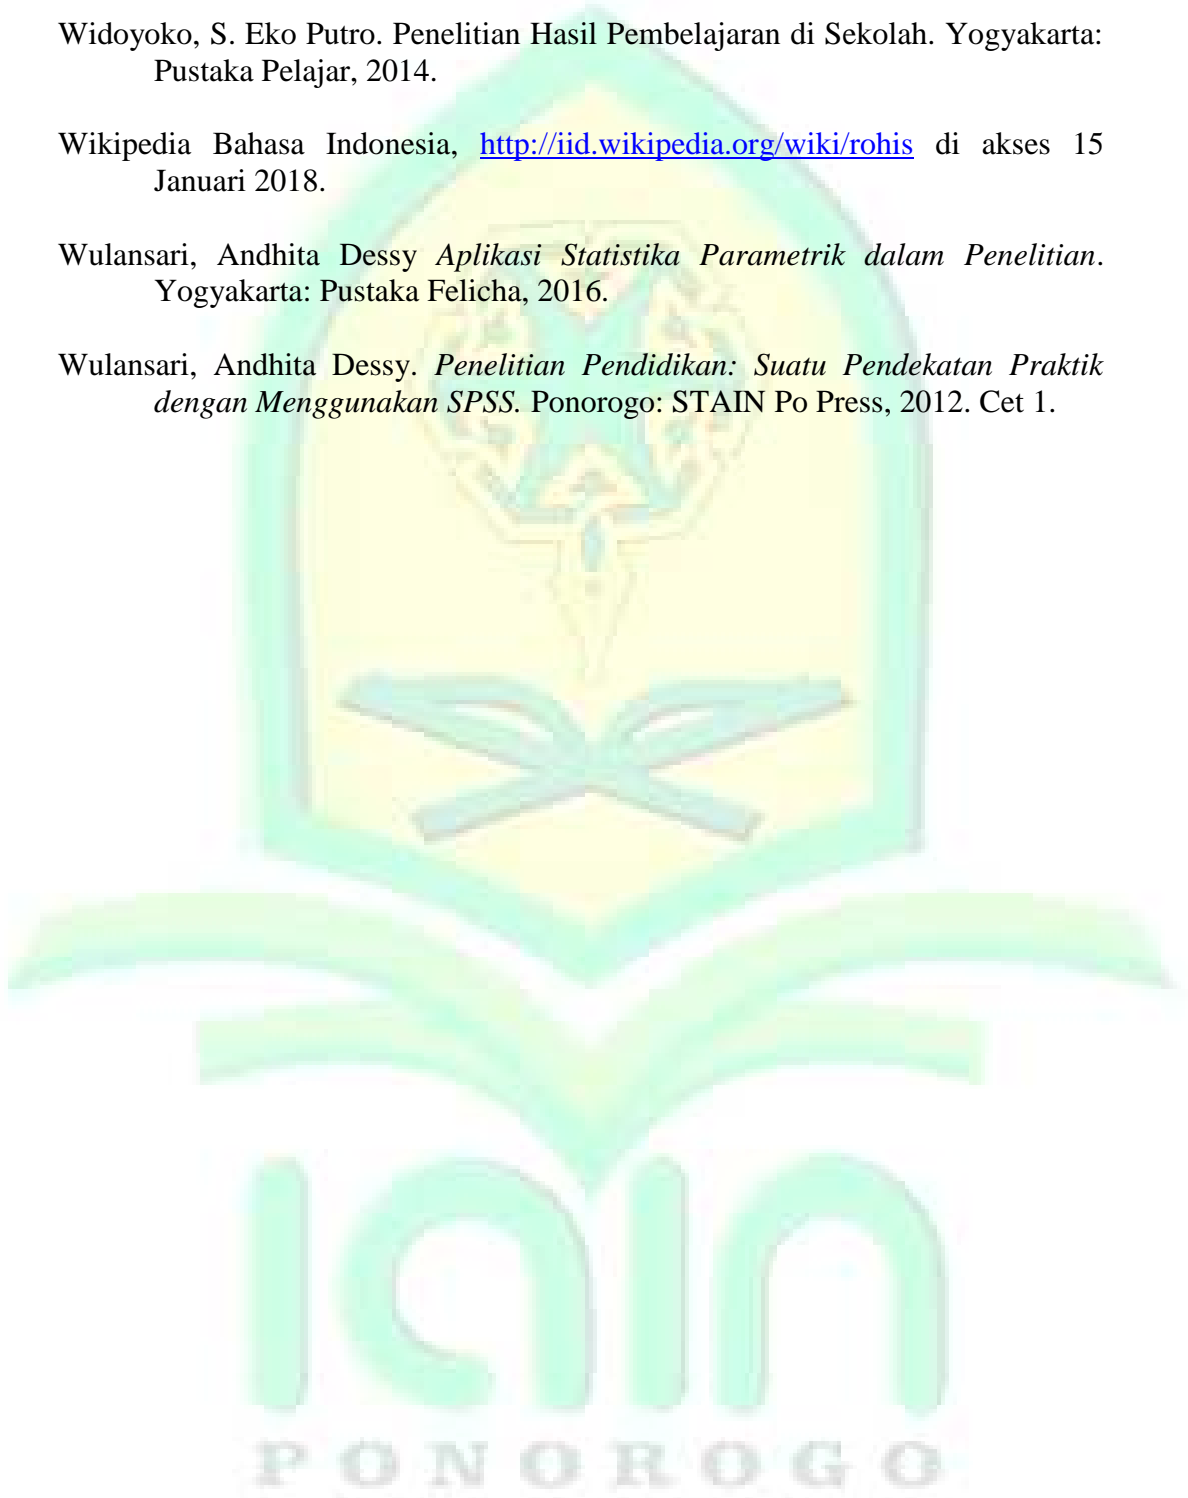 Widoyoko, S. Eko Putro. Penelitian Hasil Pembelajaran di Sekolah. Yogyakarta:
Pustaka Pelajar, 2014.
Wikipedia Bahasa Indonesia, http://iid.wikipedia.org/wiki/rohis di akses 15
Januari 2018.
Wulansari, Andhita Dessy Aplikasi Statistika Parametrik dalam Penelitian.
Yogyakarta: Pustaka Felicha, 2016.
Wulansari, Andhita Dessy. Penelitian Pendidikan: Suatu Pendekatan Praktik
dengan Menggunakan SPSS. Ponorogo: STAIN Po Press, 2012. Cet 1.
iain
PONOROGO